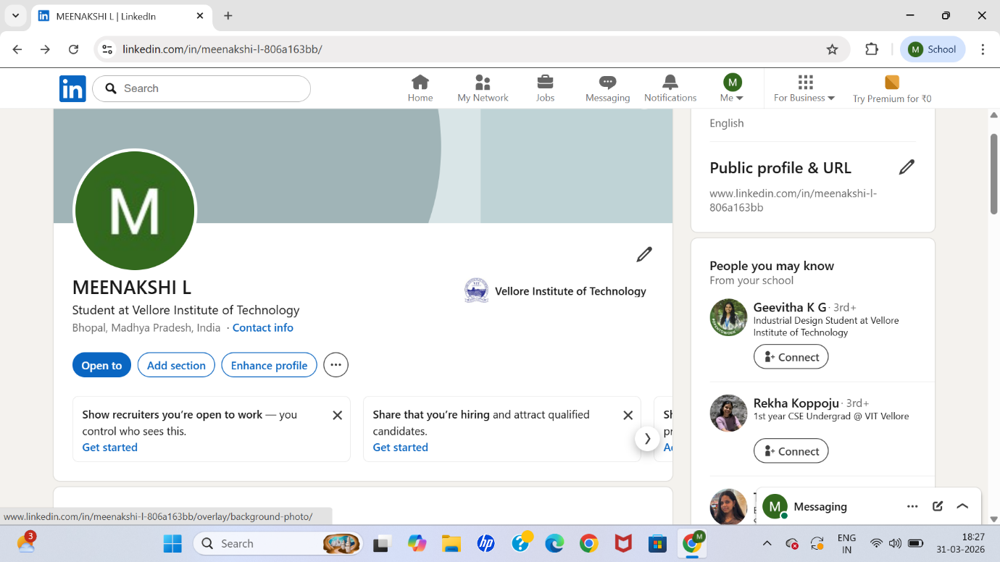 MEENAKSHI L | LinkedIn
linkedin.com/in/meenakshi-l-806a163bb/
M School
in
Search
Home
My Network
Jobs
Messaging
Notifications
M
Me
For Business
Try Premium for ₹0
M
MEENAKSHI L
Student at Vellore Institute of Technology
Bhopal, Madhya Pradesh, India · Contact info
Vellore Institute of Technology
Open to
Add section
Enhance profile
Show recruiters you're open to work — you
control who sees this.
Get started
Share that you're hiring and attract qualified
candidates.
Get started
English
Public profile & URL
www.linkedin.com/in/meenakshi-l-
806a163bb
People you may know
From your school
Geevitha K G · 3rd+
Industrial Design Student at Vellore
Institute of Technology
Connect
Rekha Koppoju · 3rd+
1st year CSE Undergrad @ VIT Vellore
Connect
M Messaging
www.linkedin.com/in/meenakshi-l-806a163bb/overlay/background-photo/
3
Search
hp
M
ENG
IN
18:27
31-03-2026